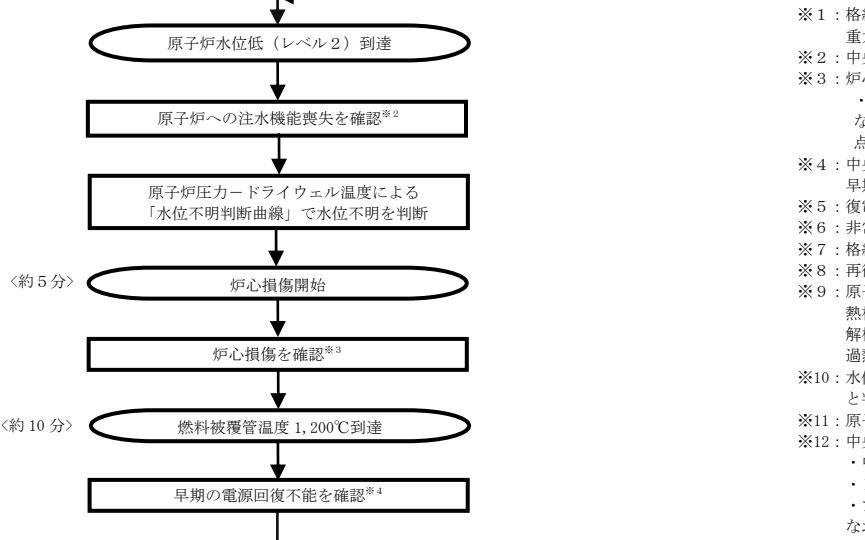 原子炉水位低（レベル２）到達
原子炉への注水機能喪失を確認※２
原子炉圧力－ドライウェル温度による
「水位不明判断曲線」で水位不明を判断
<約５分>
炉心損傷開始
炉心損傷を確認※３
<約 10 分>
燃料被覆管温度 1,200℃到達
早期の電源回復不能を確認※４
※１：格
重
※２：中
※３：炉
・
な
点
※４：中
早
※５：復
※６：非
※７：格
※８：再
※９：原
熱
解
過
※10：水
と
※11：原
※12：中
・
・
・
な